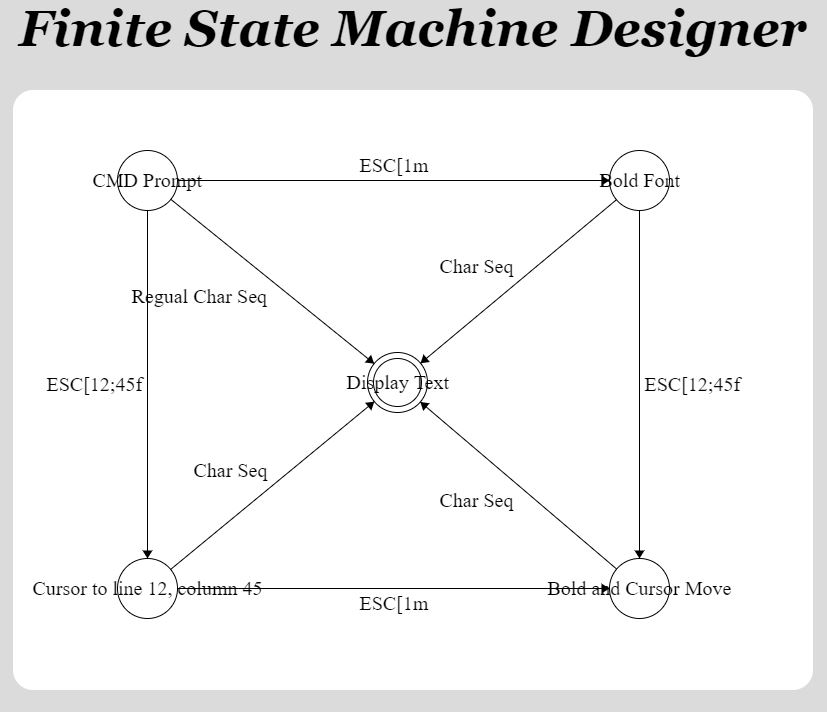 Finite State Machine Designer
ESC[1m
CMD Prompt
Bold Font
Char Seq
Regual Char Seq
Display Text
ESC[12;45f
ESC[12;45f
Char Seq
Char Seq
Cursor to line 12, column 45
Bold and Cursor Move
ESC[1m